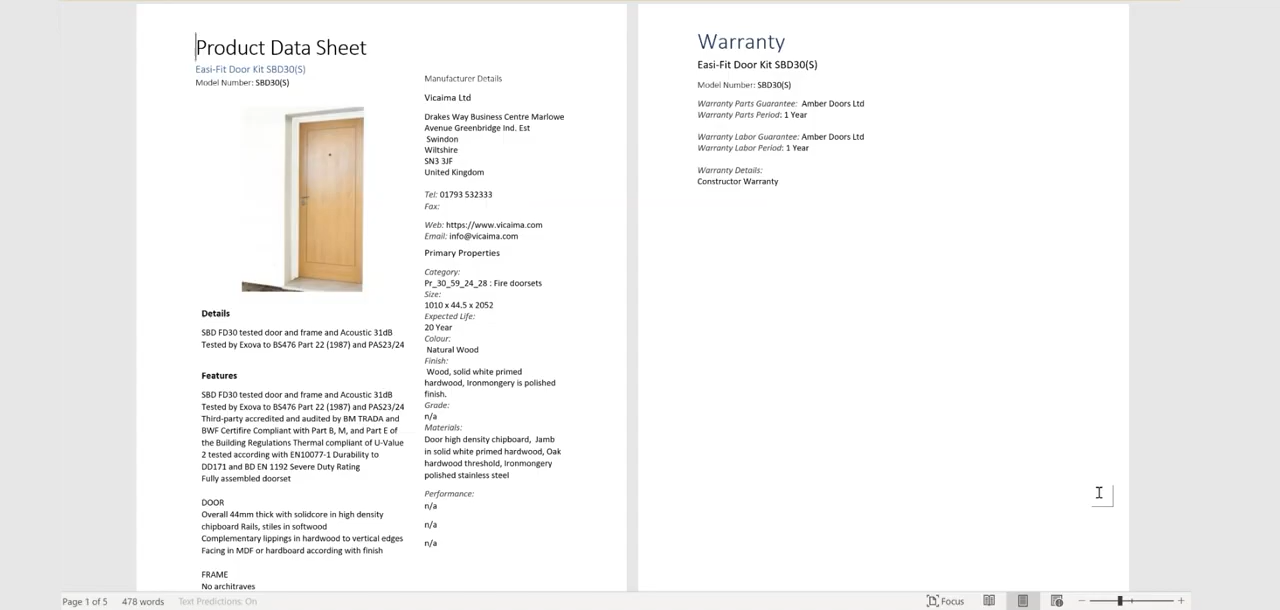 Product Data Sheet
Easi-Fit Door Kit SBD30(S)
Model Number: SBD30(S)
Details
SBD FD30 tested door and frame and Acoustic 31dB
Tested by Exova to BS476 Part 22 (1987) and PAS23/24
Features
SBD FD30 tested door and frame and Acoustic 31dB
Tested by Exova to BS476 Part 22 (1987) and PAS23/24
Third-party accredited and audited by BM TRADA and
BWF Certifire Compliant with Part B, M, and Part E of
the Building Regulations Thermal compliant of U-Value
2 tested according with EN10077-1 Durability to
DD171 and BD EN 1192 Severe Duty Rating
Fully assembled doorset
DOOR
Overall 44mm thick with solidcore in high density
chipboard Rails, stiles in softwood
Complementary lippings in hardwood to vertical edges
Facing in MDF or hardboard according with finish
FRAME
No architraves
Manufacturer Details
Vicaima Ltd
Drakes Way Business Centre Marlowe
Avenue Greenbridge Ind. Est
Swindon
Wiltshire
SN3 3JF
United Kingdom
Tel: 01793 532333
Fax:
Web: https://www.vicaima.com
Email: info@vicaima.com
Primary Properties
Category:
Pr_30_59_24_28 : Fire doorsets
Size:
1010 x 44.5 x 2052
Expected Life:
20 Year
Colour:
Natural Wood
Finish:
Wood, solid white primed
hardwood, Ironmongery is polished
finish.
Grade:
n/a
Materials:
Door high density chipboard, Jamb
in solid white primed hardwood, Oak
hardwood threshold, Ironmongery
polished stainless steel
Performance:
n/a
n/a
n/a
Warranty
Easi-Fit Door Kit SBD30(S)
Model Number: SBD30(S)
Warranty Parts Guarantee: Amber Doors Ltd
Warranty Parts Period: 1 Year
Warranty Labor Guarantee: Amber Doors Ltd
Warranty Labor Period: 1 Year
Warranty Details:
Constructor Warranty
Page 1 of 5 478 words Text Predictions: On Focus